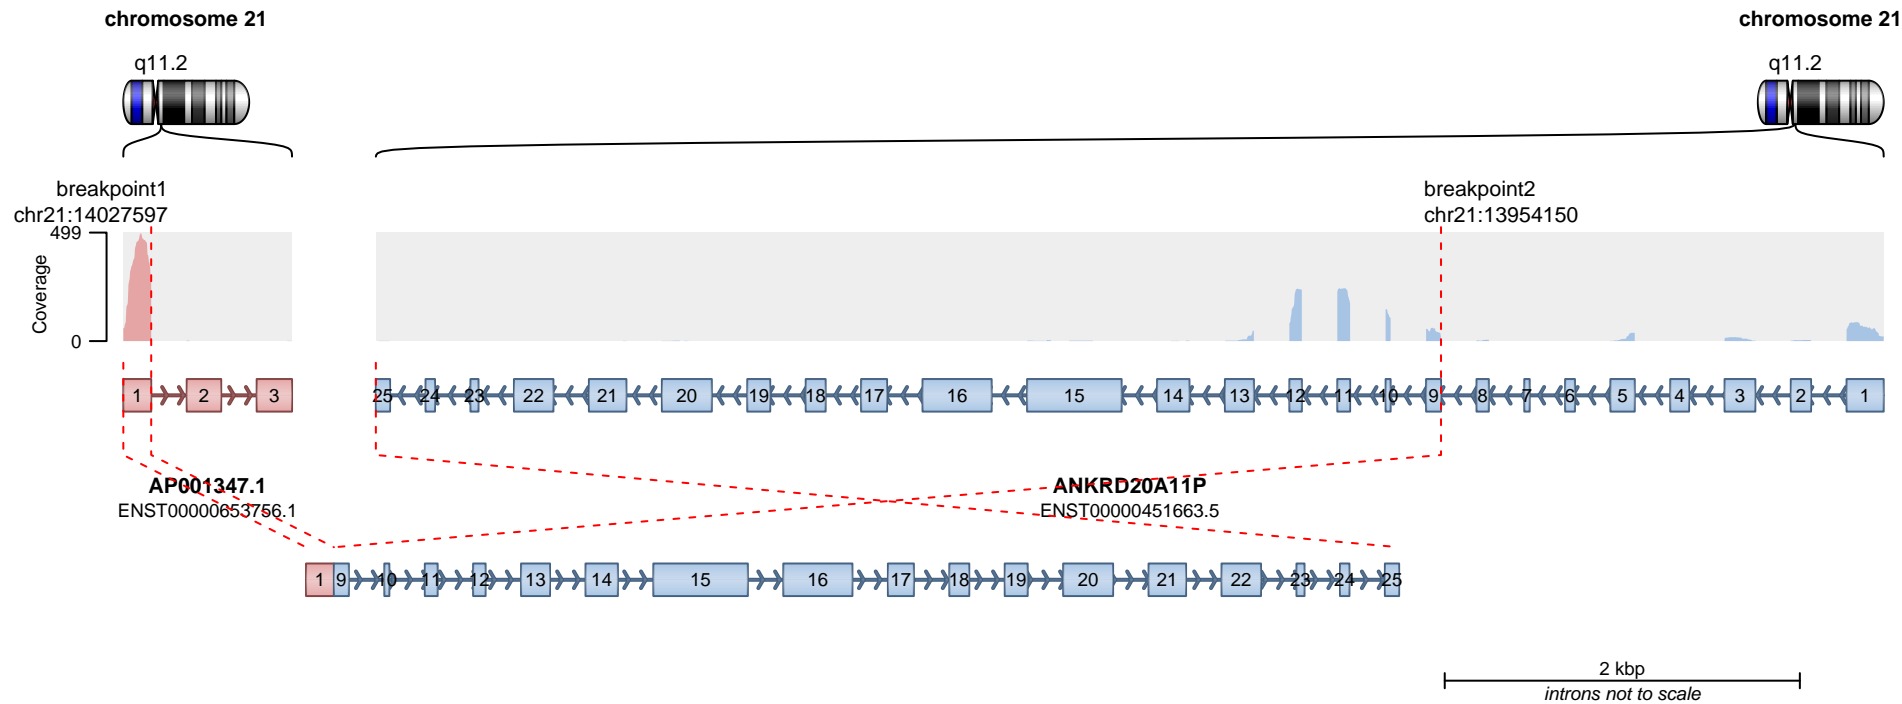 chromosome 21
chromosome 21
q11.2
q11.2
breakpoint1
chr21:14027597
breakpoint2
chr21:13954150
499
Coverage
0
1 2 3
25 24 23 22 21 20 19 18 17 16 15 14 13 12 11 10 9 8 7 6 5 4 3 2 1
AP001347.1
ENST00000653756.1
ANKRD20A11P
ENST00000451663.5
1 9 10 11 12 13 14 15 16 17 18 19 20 21 22 23 24 25
2 kbp
introns not to scale